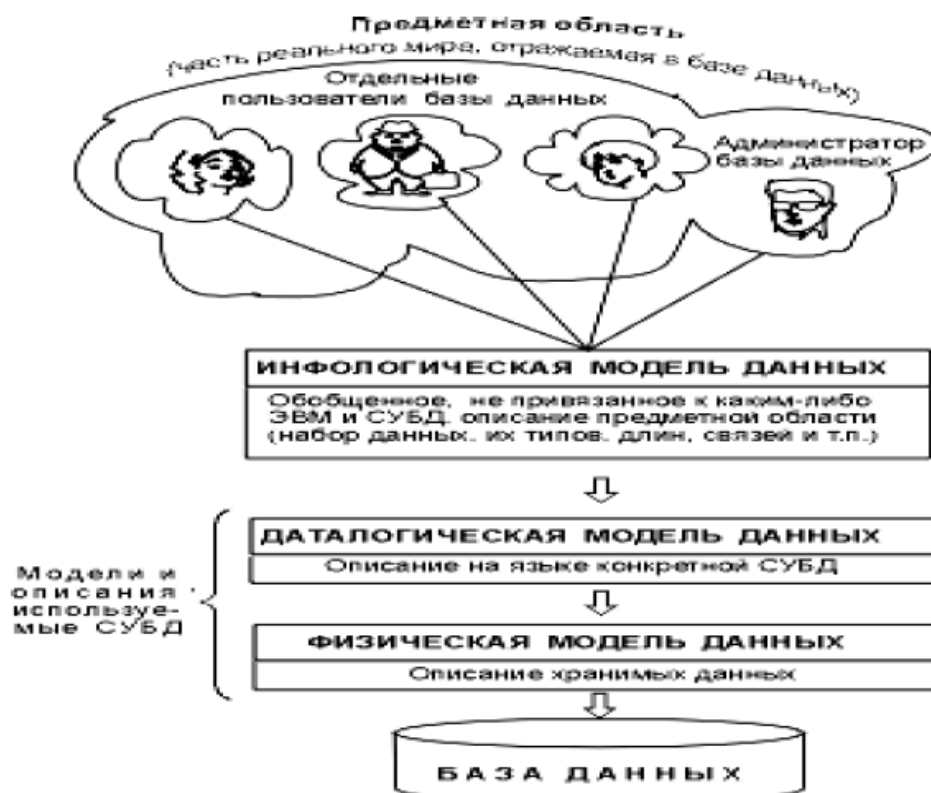 Предметная область
(часть реального мира, отражаемая в базе данных)
Отдельные
пользователи базы данных
Администратор
базы данных
ИНФОЛОГИЧЕСКАЯ МОДЕЛЬ ДАННЫХ
Обобщенное, не привязанное к каким-либо
ЭВМ и СУБД, описание предметной области
(набор данных, их типов, длин, связей и т.п.)
ДАТАЛОГИЧЕСКАЯ МОДЕЛЬ ДАННЫХ
Описание на языке конкретной СУБД
Модели и
описания
используе-
мые СУБД
ФИЗИЧЕСКАЯ МОДЕЛЬ ДАННЫХ
Описание хранимых данных
БАЗА ДАННЫХ